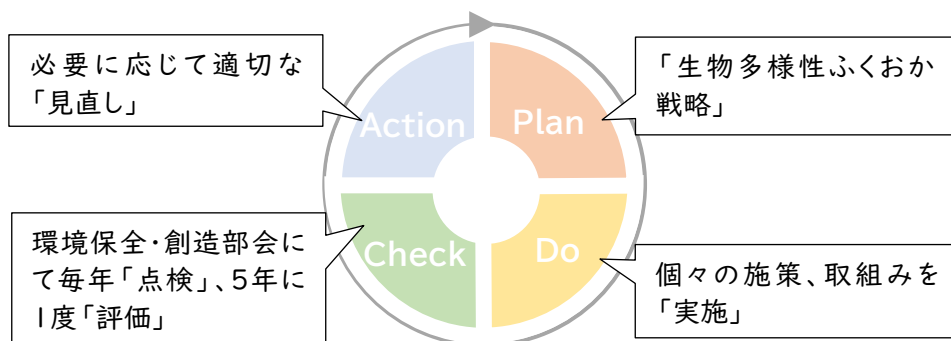 必要に応じて適切な
「見直し」
Action
Plan
「生物多様性ふくおか
戦略」
環境保全・創造部会に
て毎年「点検」、5年に
1度「評価」
Check
Do
個々の施策、取組みを
「実施」